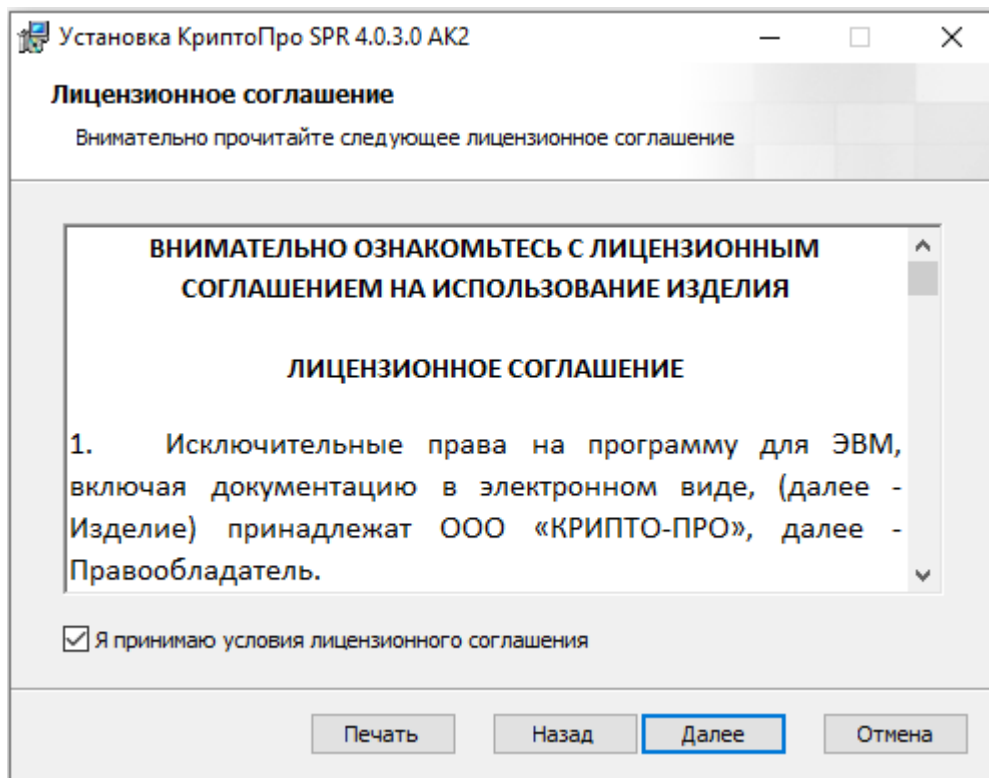 Установка КриптоПро SPR 4.0.3.0 AK2
Лицензионное соглашение
Внимательно прочитайте следующее лицензионное соглашение
ВНИМАТЕЛЬНО ОЗНАКОМЬТЕСЬ С ЛИЦЕНЗИОННЫМ
СОГЛАШЕНИЕМ НА ИСПОЛЬЗОВАНИЕ ИЗДЕЛИЯ
ЛИЦЕНЗИОННОЕ СОГЛАШЕНИЕ
1. Исключительные права на программу для ЭВМ,
включая документацию в электронном виде, (далее -
Изделие) принадлежат ООО «КРИПТО-ПРО», далее -
Правообладатель.
Я принимаю условия лицензионного соглашения
Печать Назад Далее Отмена